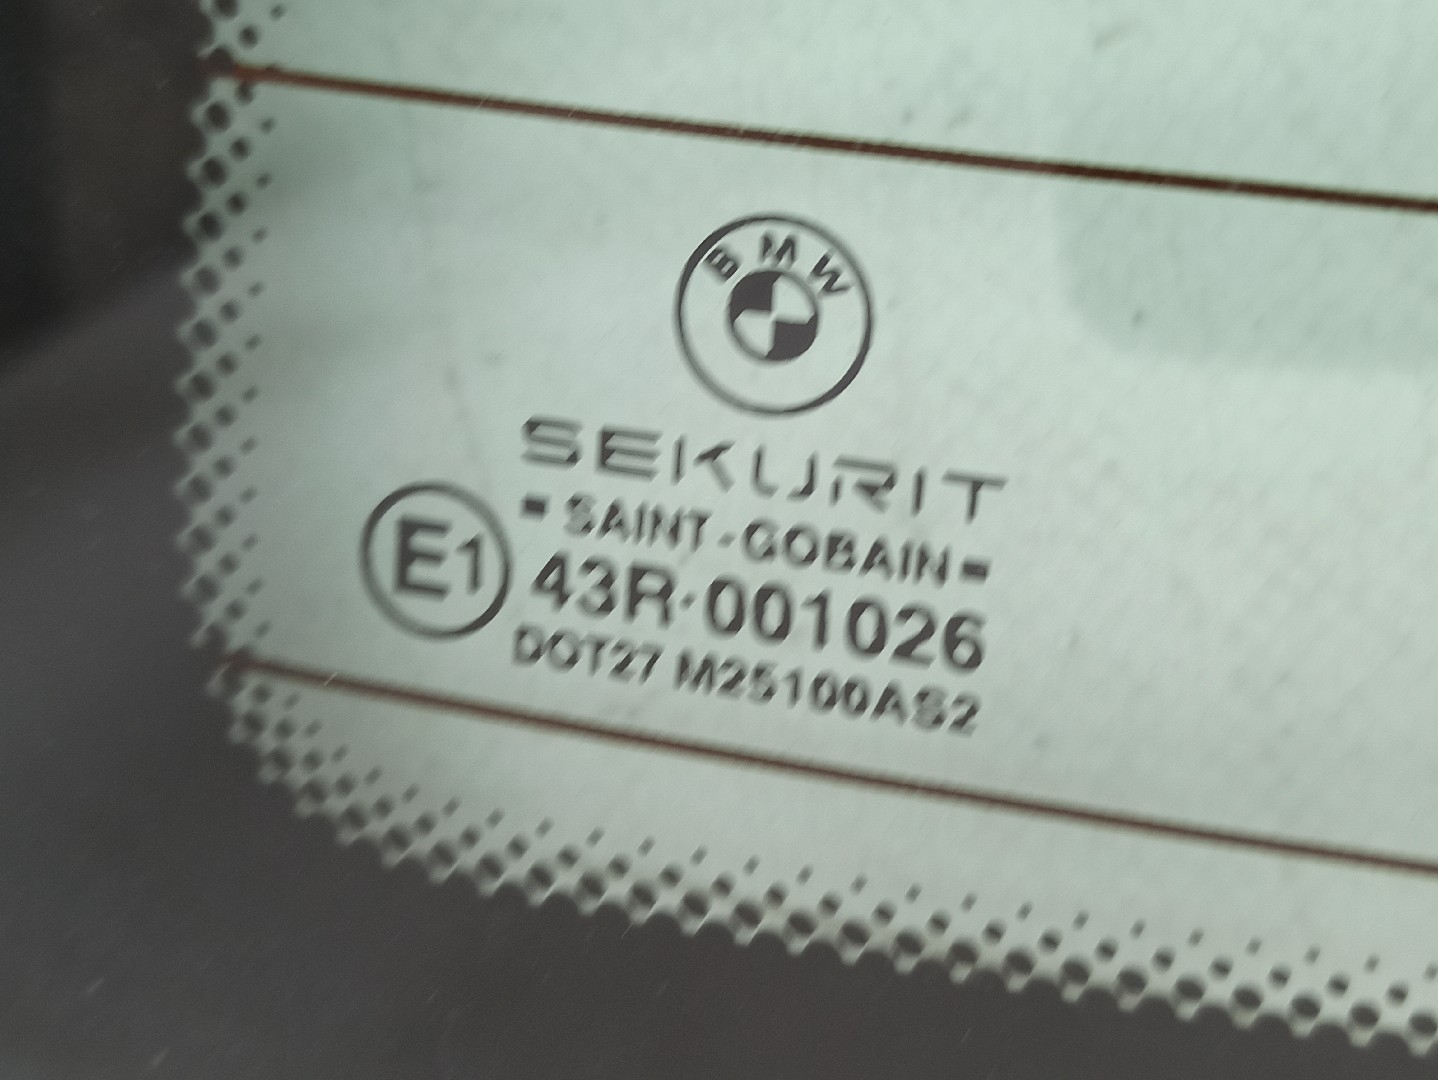 BMW
SEKURIT
SAINT-GOBAIN
E1
43R-001026
DOT27 M25100AS2